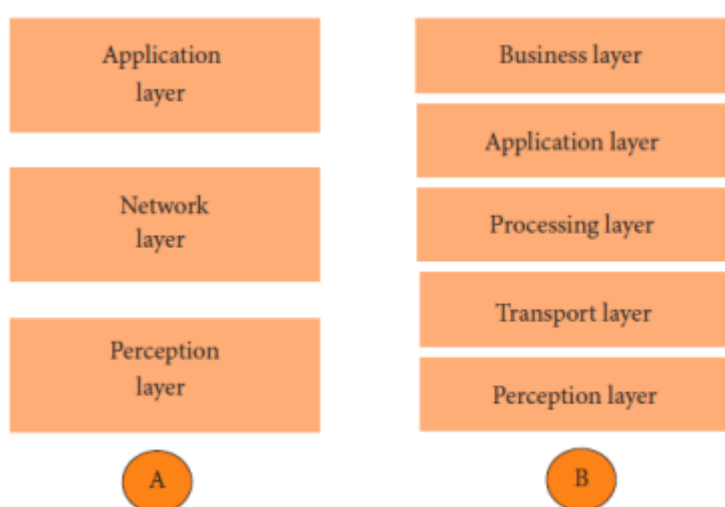 Application
layer
Network
layer
Perception
layer
A
Business layer
Application layer
Processing layer
Transport layer
Perception layer
B